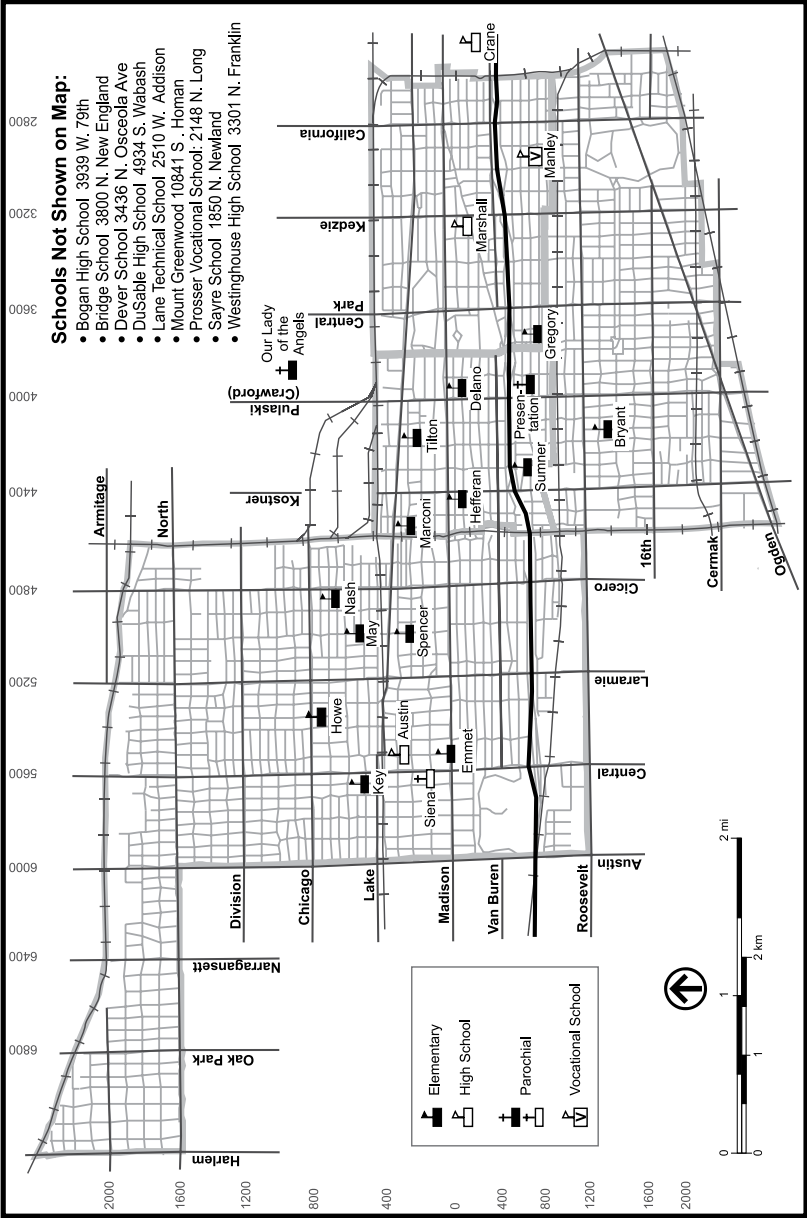 Schools Not Shown on Map:
• Bogan High School 3939 W. 79th
• Bridge School 3800 N. New England
• Dever School 3436 N. Osceola Ave
• DuSable High School 4934 S. Wabash
• Lane Technical School 2510 W. Addison
• Mount Greenwood 10841 S. Homan
• Prosser Vocational School: 2148 N. Long
• Sayre School 1850 N. Newland
• Westinghouse High School 3301 N. Franklin
6800
6400
6000
5600
5200
4800
4400
4000
3600
3200
2800
Harlem
Oak Park
Narragansett
Austin
Central
Laramie
Cicero
Kostner
Pulaski
(Crawford)
Central
Park
Kedzie
California
Armitage
North
Division
Chicago
Lake
Madison
Van Buren
Roosevelt
16th
Cermak
Ogden
2000
1600
1200
800
400
0
400
800
1200
1600
2000
Our Lady
of the
Angels
Nash
May
Howe
Key
Spencer
Austin
Siena
Emmet
Marconi
Tilton
Hefferan
Delano
Marshall
Crane
Sumner
Presen-
tation
Gregory
Manley
V
Bryant
Elementary
High School
Parochial
V
Vocational School
0
1
2 mi
0
1
2 km